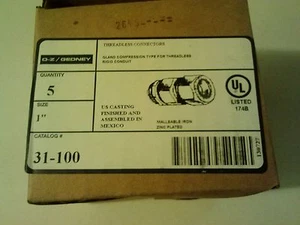 THREADLESS CONNECTORS
O-Z / GEDNEY
GLAND COMPRESSION TYPE FOR THREADLESS
RIGID CONDUIT
QUANTITY
5
SIZE
1"
US CASTING
FINISHED AND
ASSEMBLED IN
MEXICO
UL
LISTED
174B
MALLEABLE IRON
ZINC PLATED
CATALOG #
31-100